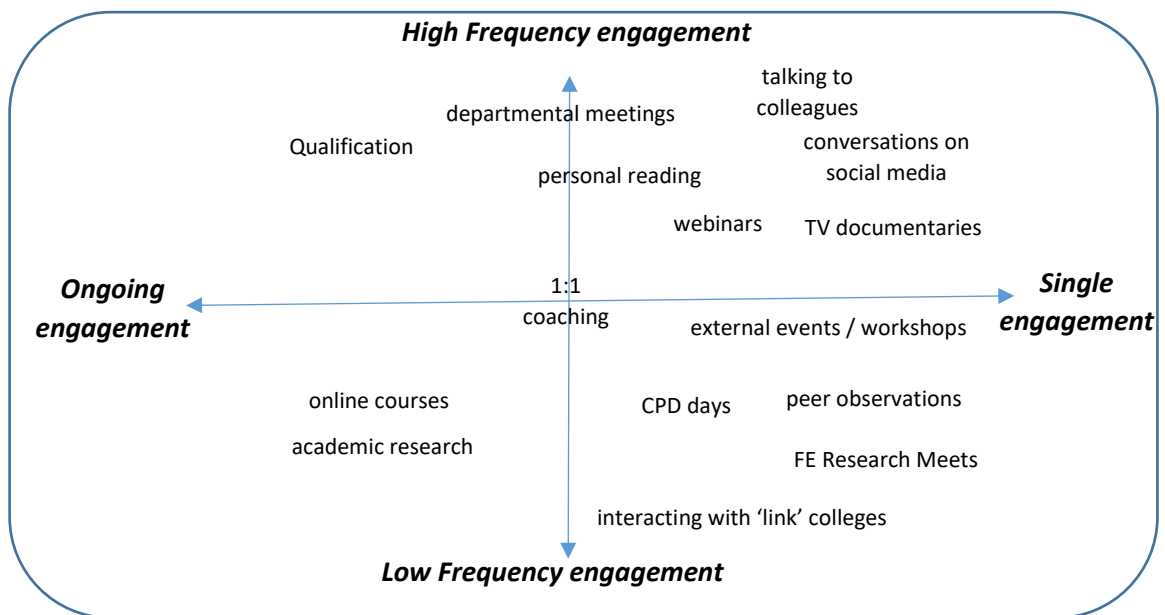 High Frequency engagement
talking to
colleagues
departmental meetings
Qualification
conversations on
social media
personal reading
webinars
TV documentaries
Ongoing
engagement
1:1
coaching
Single
engagement
external events / workshops
online courses
CPD days
peer observations
academic research
FE Research Meets
interacting with ‘link’ colleges
Low Frequency engagement